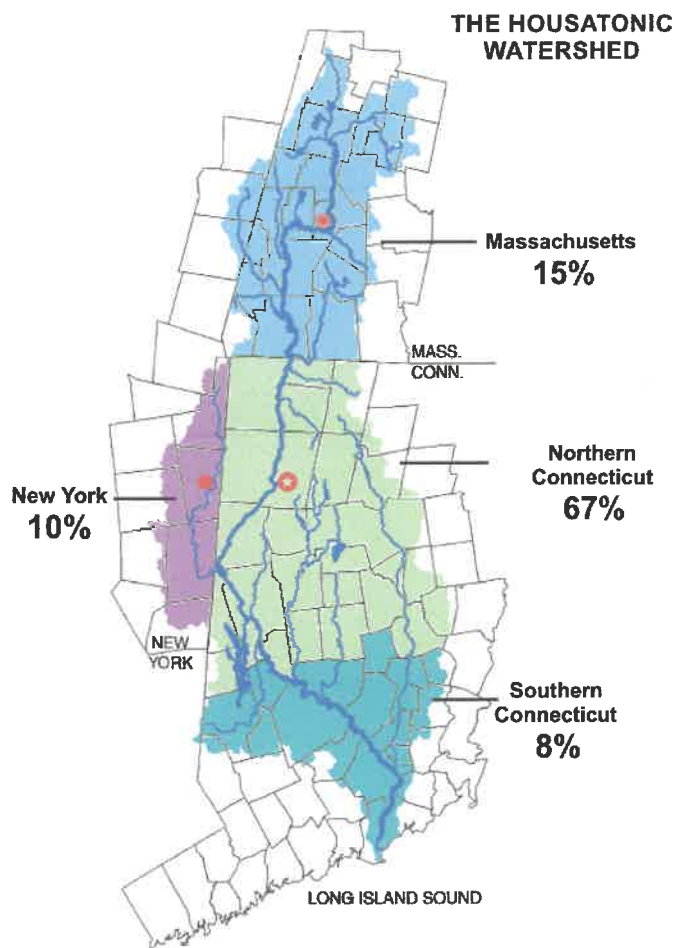 THE HOUSATONIC
WATERSHED
Massachusetts
15%
MASS.
CONN.
Northern
Connecticut
67%
New York
10%
NEW
YORK
Southern
Connecticut
8%
LONG ISLAND SOUND